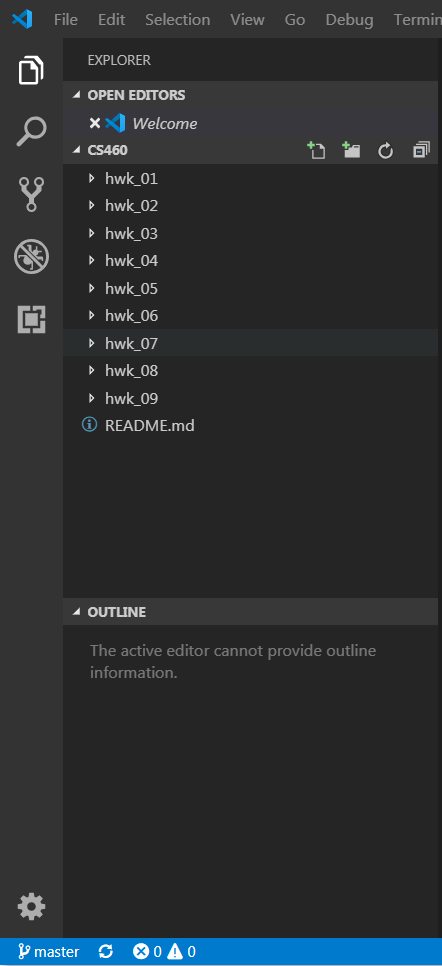 File Edit Selection View Go Debug Termin
EXPLORER
OPEN EDITORS
Welcome
CS460
hwk_01
hwk_02
hwk_03
hwk_04
hwk_05
hwk_06
hwk_07
hwk_08
hwk_09
README.md
OUTLINE
The active editor cannot provide outline
information.
master 0 0